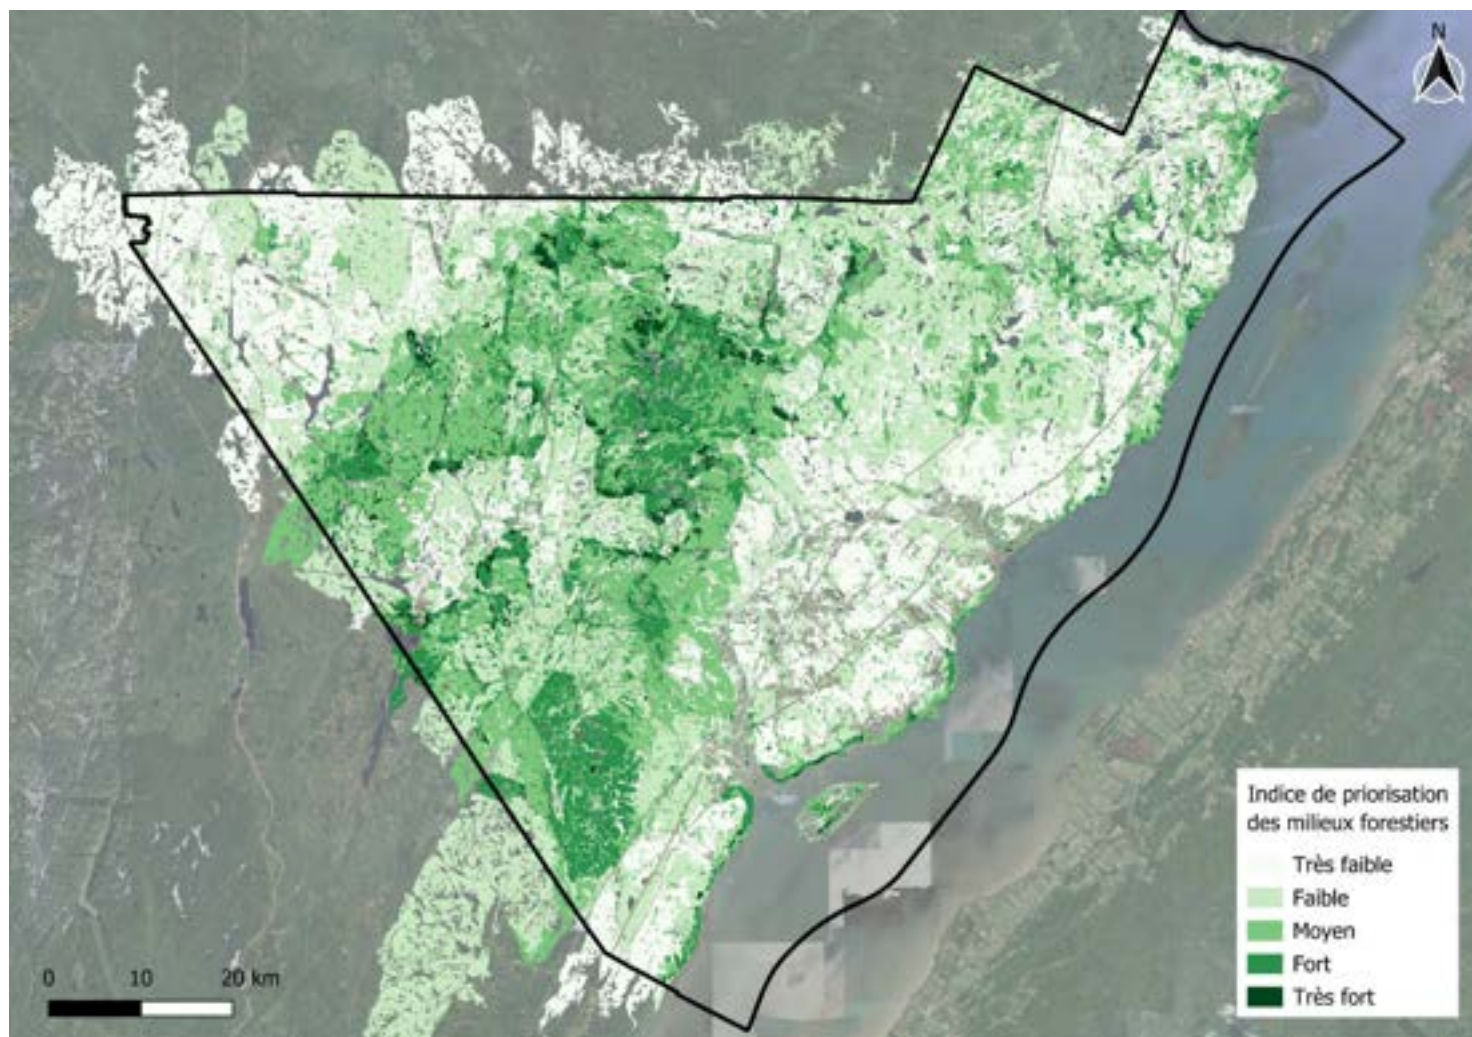 N
Indice de priorisation
des milieux forestiers
Très faible
Faible
Moyen
Fort
Très fort
0 10 20 km